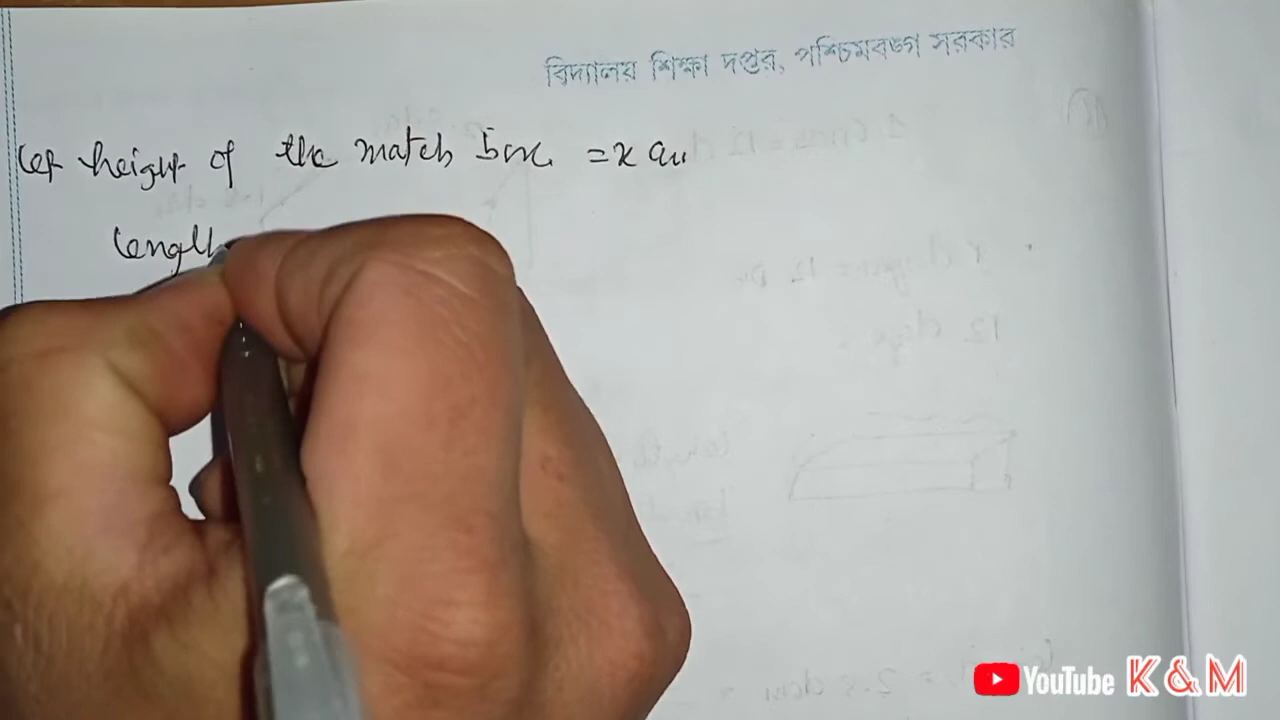 বিদ্যালয় শিক্ষা দপ্তর, পশ্চিমবঙ্গ সরকার
Let height of the match box = x cm
length
YouTube K & M